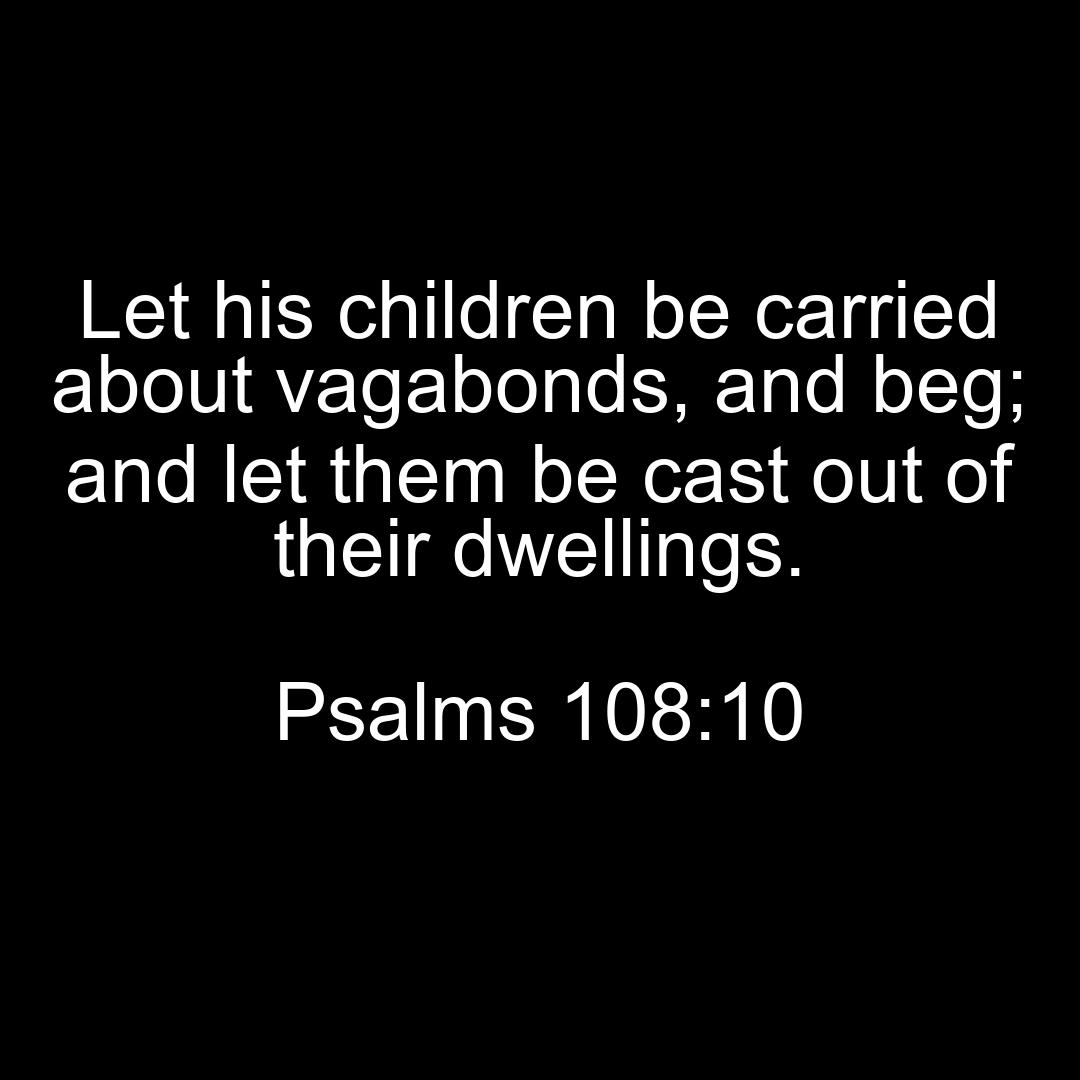 Let his children be carried
about vagabonds, and beg;
and let them be cast out of
their dwellings.
Psalms 108:10